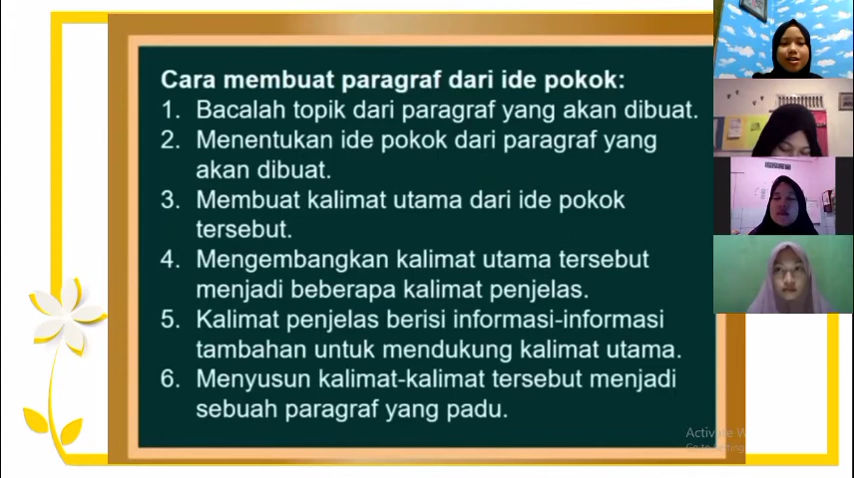 Cara membuat paragraf dari ide pokok:
1. Bacalah topik dari paragraf yang akan dibuat.
2. Menentukan ide pokok dari paragraf yang
akan dibuat.
3. Membuat kalimat utama dari ide pokok
tersebut.
4. Mengembangkan kalimat utama tersebut
menjadi beberapa kalimat penjelas.
5. Kalimat penjelas berisi informasi-informasi
tambahan untuk mendukung kalimat utama.
6. Menyusun kalimat-kalimat tersebut menjadi
sebuah paragraf yang padu.
Go to